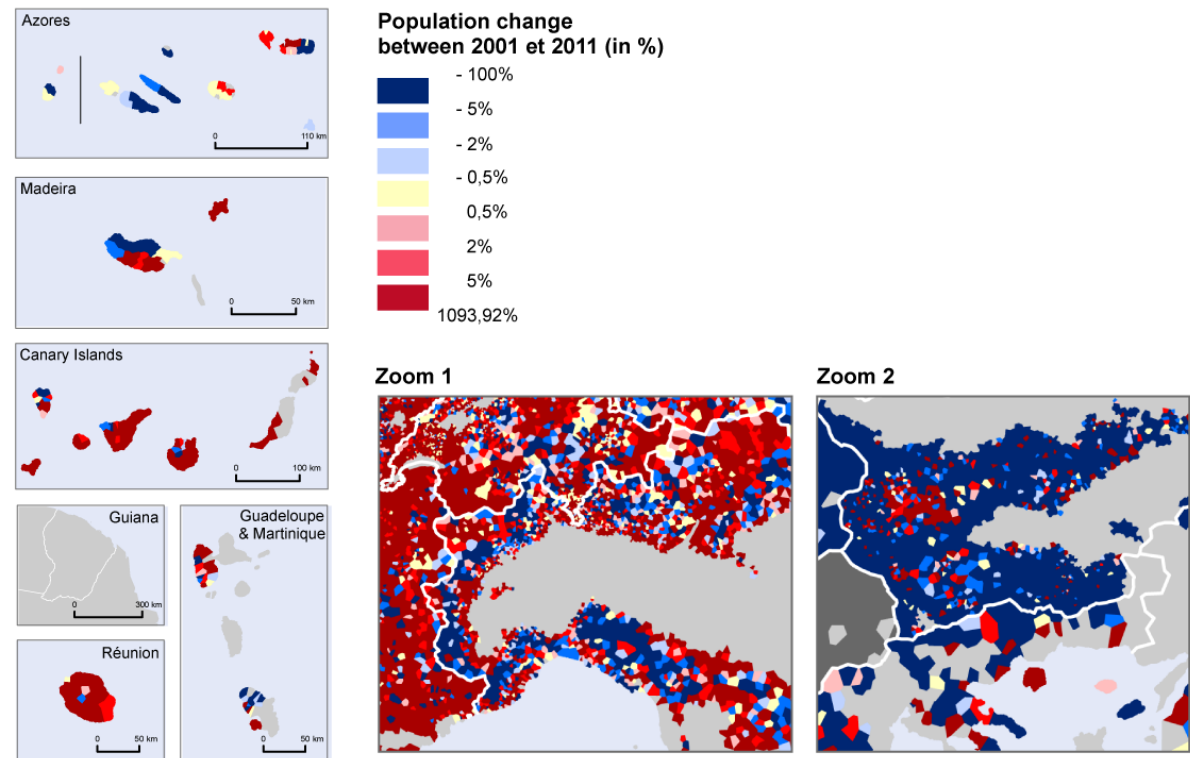 Azores
0
110 km
Madeira
0
50 km
Canary Islands
0
100 km
Guiana
0
300 km
Réunion
0
50 km
Guadeloupe
& Martinique
0
50 km
Population change
between 2001 et 2011 (in %)
- 100%
- 5%
- 2%
- 0,5%
0,5%
2%
5%
1093,92%
Zoom 1
Zoom 2